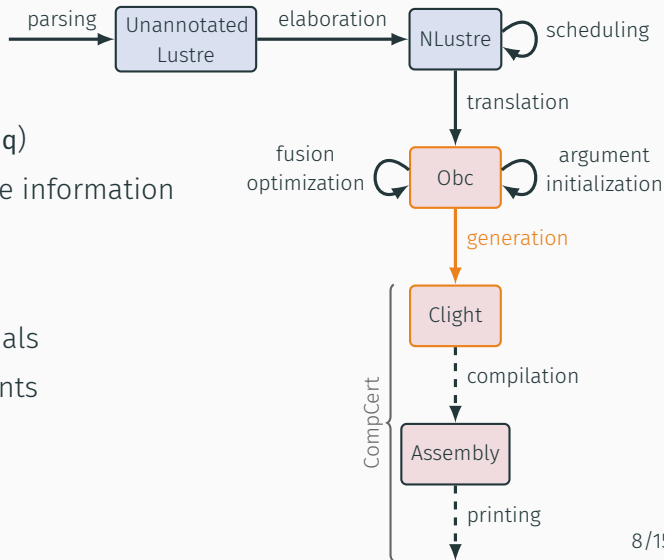 parsing
Unannotated
Lustre
elaboration
NLustre
scheduling
translation
q)
e information
fusion
optimization
Obc
argument
initialization
generation
Clight
als
nts
compilation
CompCert
Assembly
printing
8/15